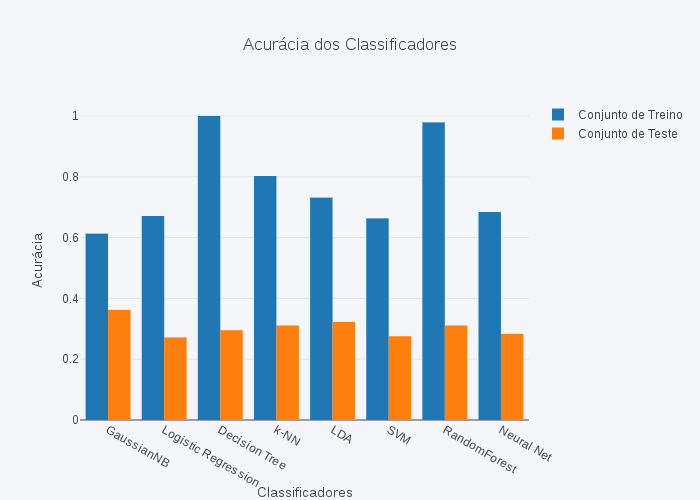 Acurácia dos Classificadores
Conjunto de Treino
Conjunto de Teste
Acurácia
1
0.8
0.6
0.4
0.2
0
GaussianNB
Logistic Regression
Decision Tree
k-NN
LDA
SVM
RandomForest
Neural Net
Classificadores